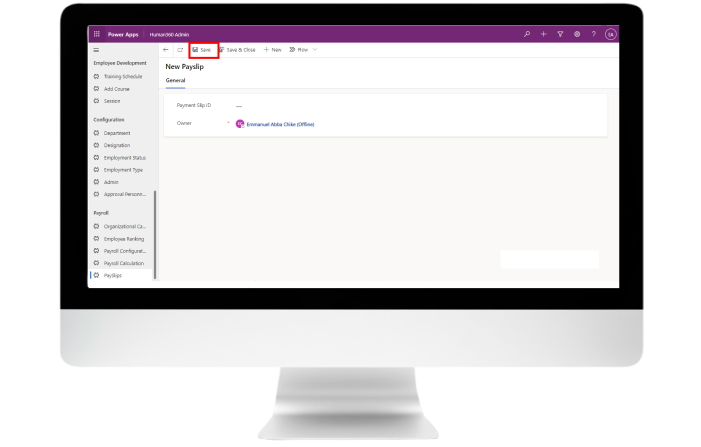 Power Apps Human360 Admin EA
Save Save & Close New Flow
Employee Development
Training Schedule
Add Course
Session
Configuration
Department
Designation
Employment Status
Employment Type
Admin
Approval Personn...
Payroll
Organizational Ca...
Employee Ranking
Payroll Configurat...
Payroll Calculation
Payslips
New Payslip
General
Payment Slip ID ---
Owner * Emmanuel Abba Chike (Offline)